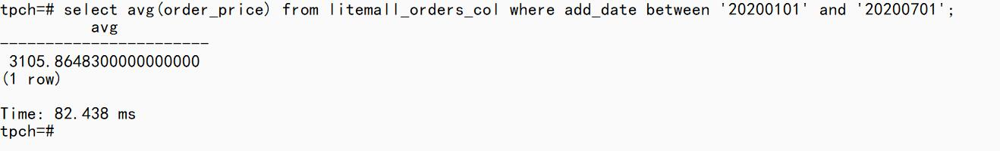 tpch=# select avg(order_price) from litemall_orders_col where add_date between '20200101' and '20200701';
avg
-----------------------
3105.8648300000000000
(1 row)
Time: 82.438 ms
tpch=#